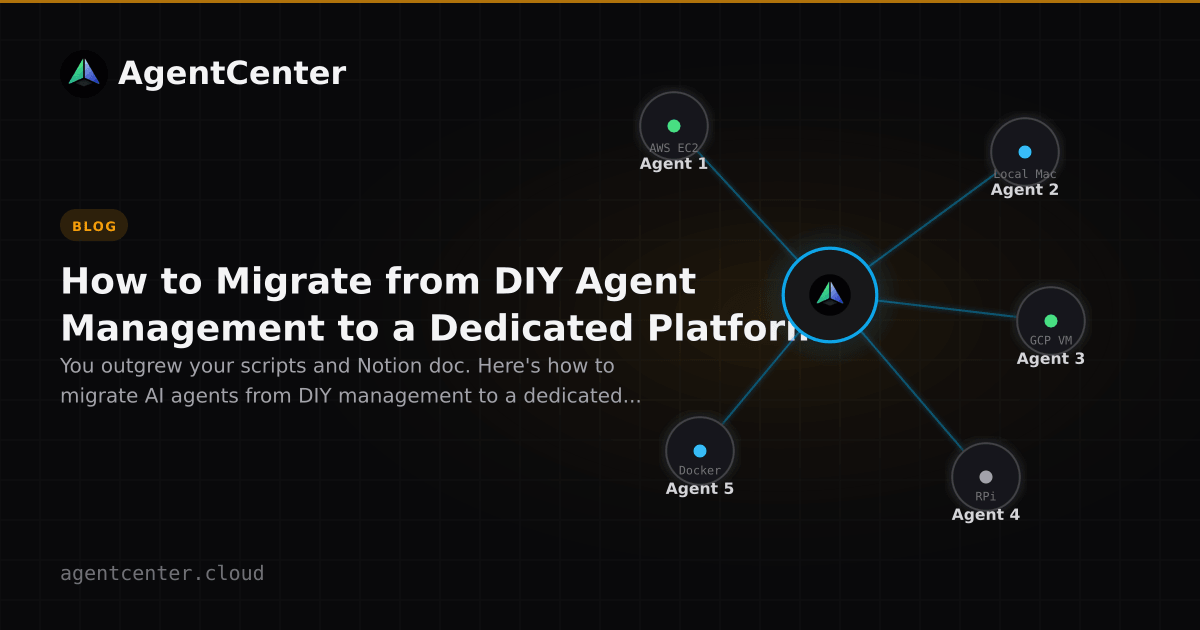 AgentCenter
BLOG
How to Migrate from DIY Agent
Management to a Dedicated Platform
You outgrew your scripts and Notion doc. Here's how to
migrate AI agents from DIY management to a dedicated...
agentcenter.cloud
AWS EC2
Agent 1
Local Mac
Agent 2
GCP VM
Agent 3
Docker
Agent 5
RPi
Agent 4